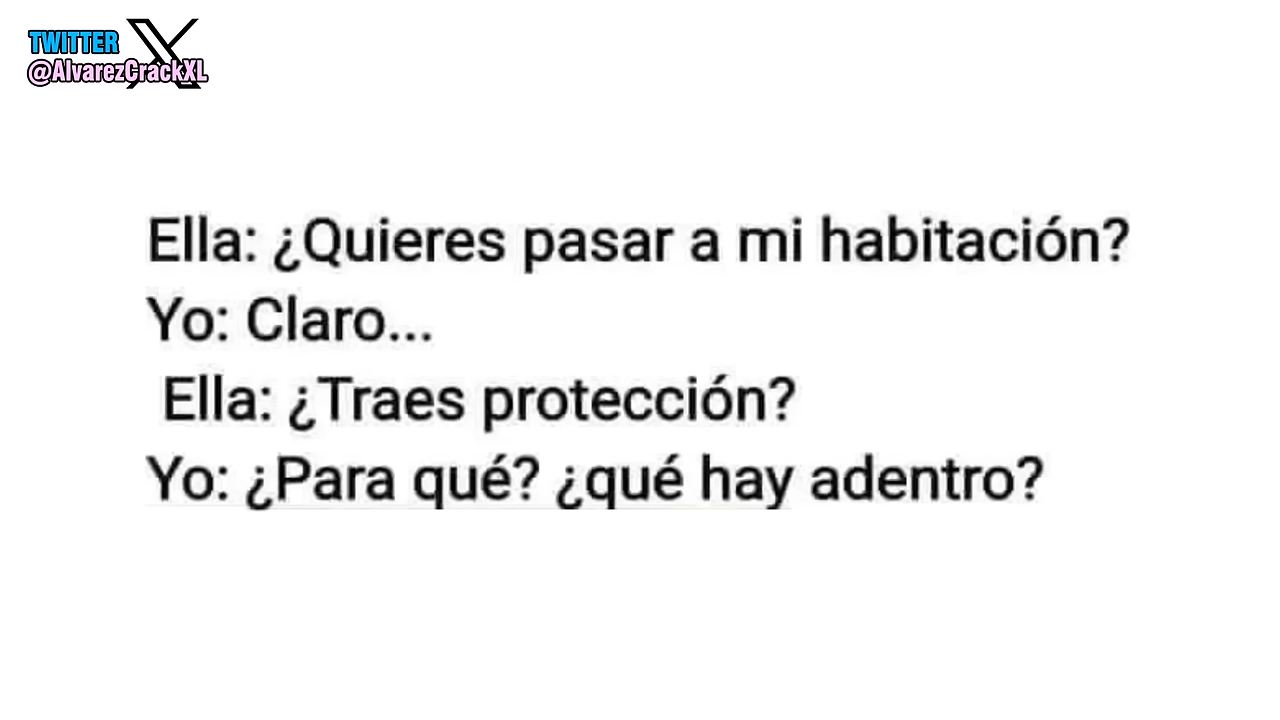 TWITTER
@AlvarezCrackXL
Ella: ¿Quieres pasar a mi habitación?
Yo: Claro...
Ella: ¿Traes protección?
Yo: ¿Para qué? ¿qué hay adentro?